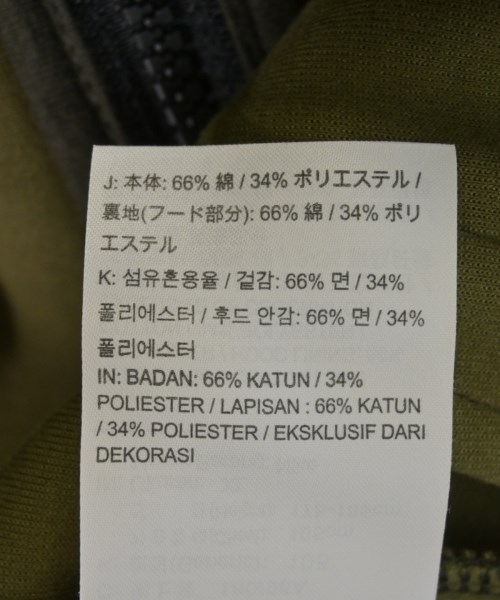 J: 本体: 66% 綿 / 34% ポリエステル /
裏地(フード部分): 66% 綿 / 34% ポリ
エステル
K: 섬유혼용율 / 겉감: 66% 면 / 34%
폴리에스터 / 후드 안감: 66% 면 / 34%
폴리에스터
IN: BADAN: 66% KATUN / 34%
POLIESTER / LAPISAN : 66% KATUN
/ 34% POLIESTER / EKSKLUSIF DARI
DEKORASI